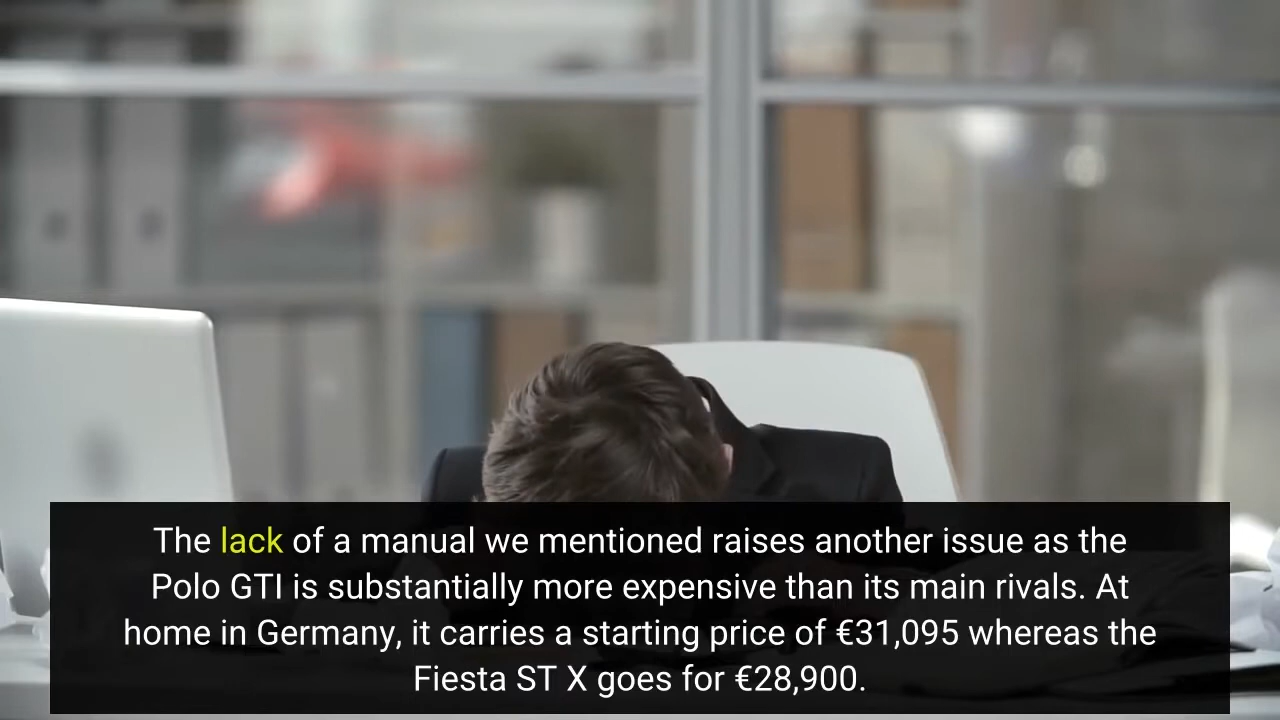 The lack of a manual we mentioned raises another issue as the
Polo GTI is substantially more expensive than its main rivals. At
home in Germany, it carries a starting price of €31,095 whereas the
Fiesta ST X goes for €28,900.